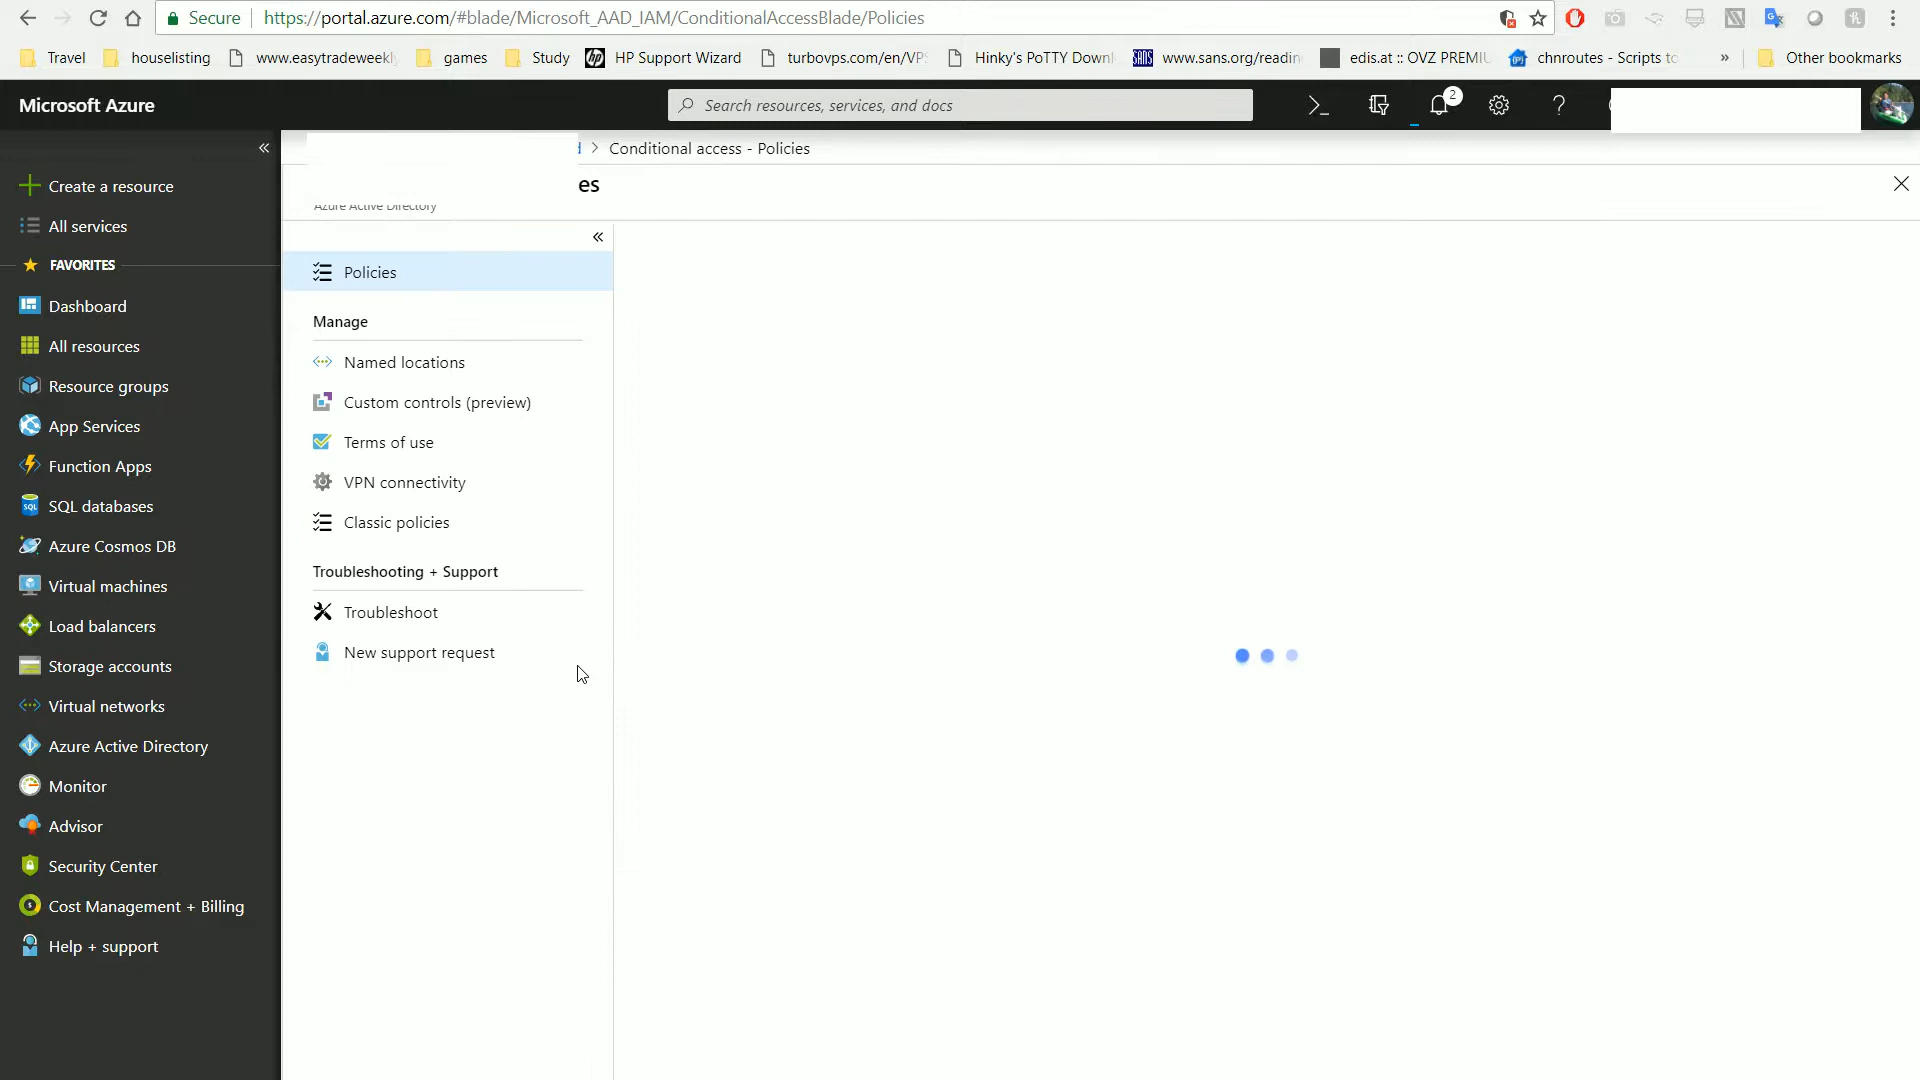 Secure https://portal.azure.com/#blade/Microsoft_AAD_IAM/ConditionalAccessBlade/Policies
Travel houselisting www.easytradeweekly games Study HP Support Wizard turbovps.com/en/VPS Hinky's PoTTY Downl SANS www.sans.org/readin edis.at :: OVZ PREMIU chnroutes - Scripts to » Other bookmarks
Microsoft Azure
Search resources, services, and docs
2
Conditional access - Policies
es
Azure Active Directory
Create a resource
All services
FAVORITES
Dashboard
All resources
Resource groups
App Services
Function Apps
SQL databases
Azure Cosmos DB
Virtual machines
Load balancers
Storage accounts
Virtual networks
Azure Active Directory
Monitor
Advisor
Security Center
Cost Management + Billing
Help + support
Policies
Manage
Named locations
Custom controls (preview)
Terms of use
VPN connectivity
Classic policies
Troubleshooting + Support
Troubleshoot
New support request